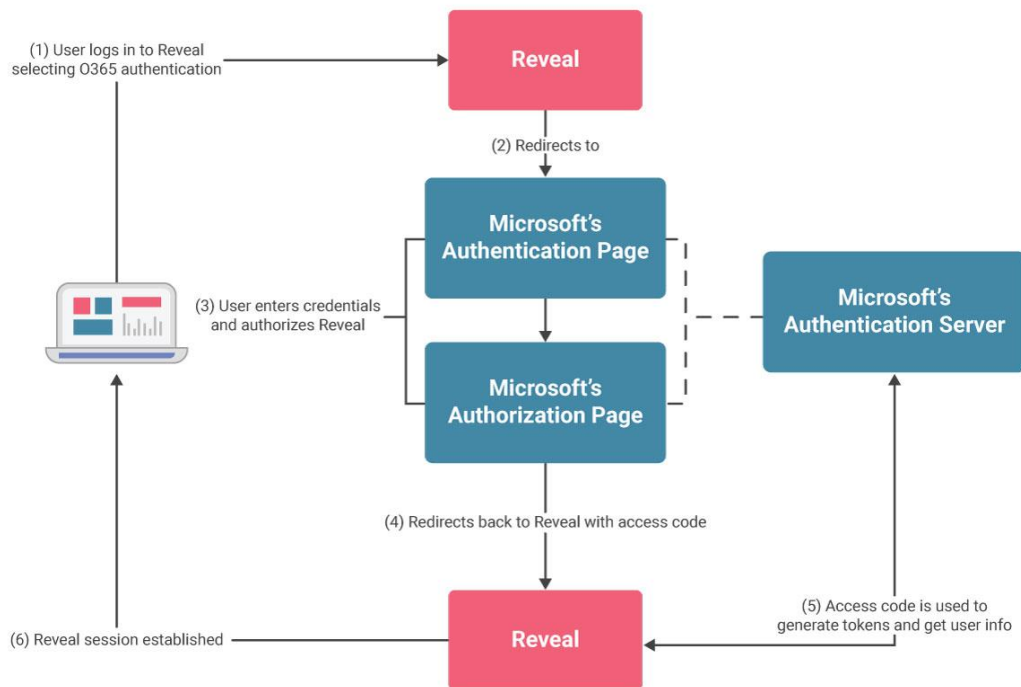 (1) User logs in to Reveal
selecting O365 authentication
Reveal
(2) Redirects to
Microsoft's
Authentication Page
(3) User enters credentials
and authorizes Reveal
Microsoft's
Authentication Server
Microsoft's
Authorization Page
(4) Redirects back to Reveal with access code
(5) Access code is used to
generate tokens and get user info
(6) Reveal session established
Reveal